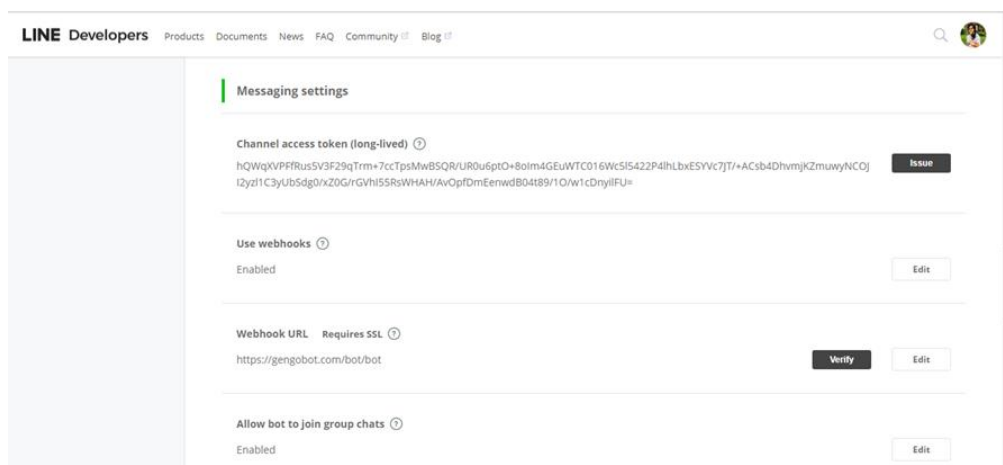 LINE Developers Products Documents News FAQ Community Blog
Messaging settings
Channel access token (long-lived)
Issue
Use webhooks
Enabled
Edit
Webhook URL Requires SSL
https://gengobot.com/bot/bot
Verify Edit
Allow bot to join group chats
Enabled
Edit